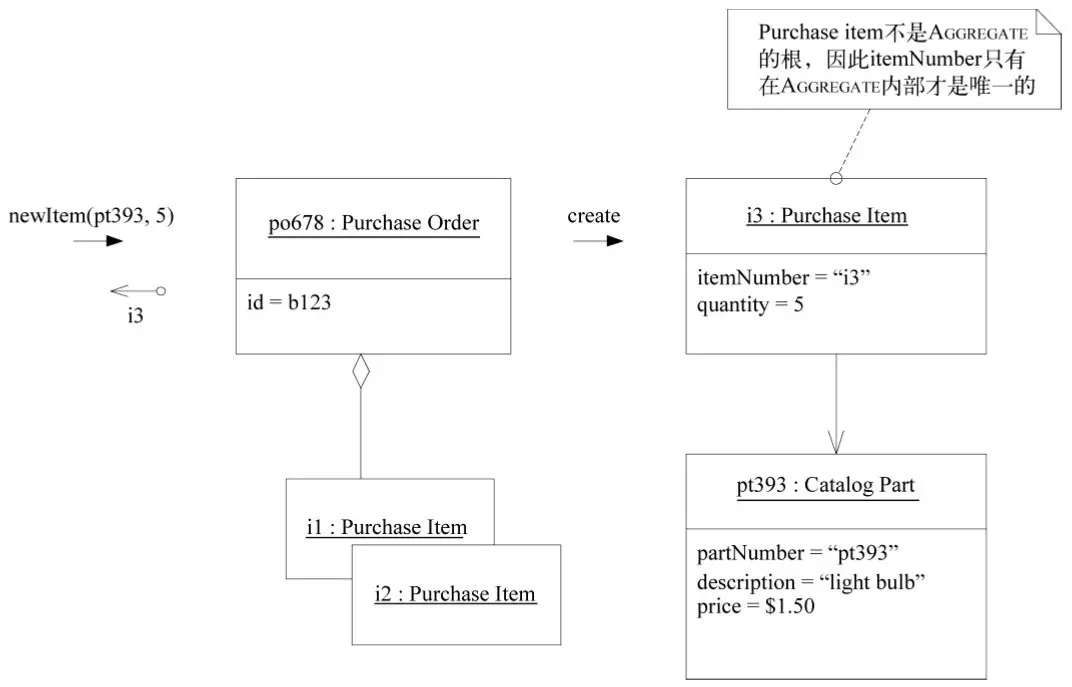 Purchase item不是AGGREGATE
的根，因此itemNumber只有
在AGGREGATE内部才是唯一的
newItem(pt393, 5)
i3
po678 : Purchase Order
id = b123
create
i3 : Purchase Item
itemNumber = “i3”
quantity = 5
i1 : Purchase Item
i2 : Purchase Item
pt393 : Catalog Part
partNumber = “pt393”
description = “light bulb”
price = $1.50